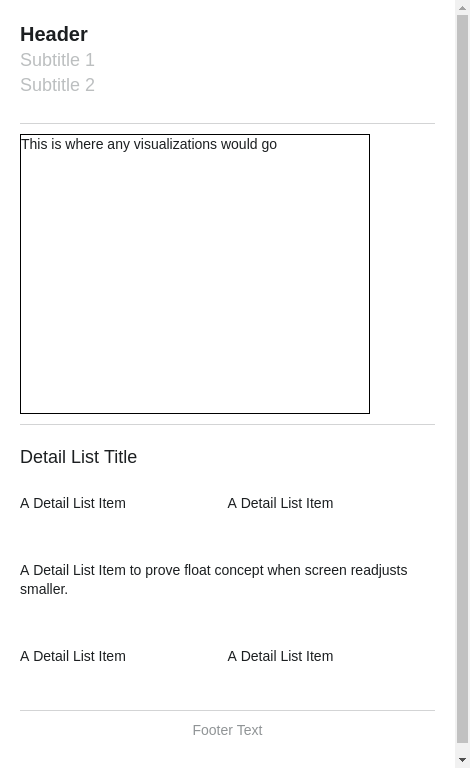 Header
Subtitle 1
Subtitle 2
This is where any visualizations would go
Detail List Title
A Detail List Item
A Detail List Item
A Detail List Item to prove float concept when screen readjusts
smaller.
A Detail List Item
A Detail List Item
Footer Text